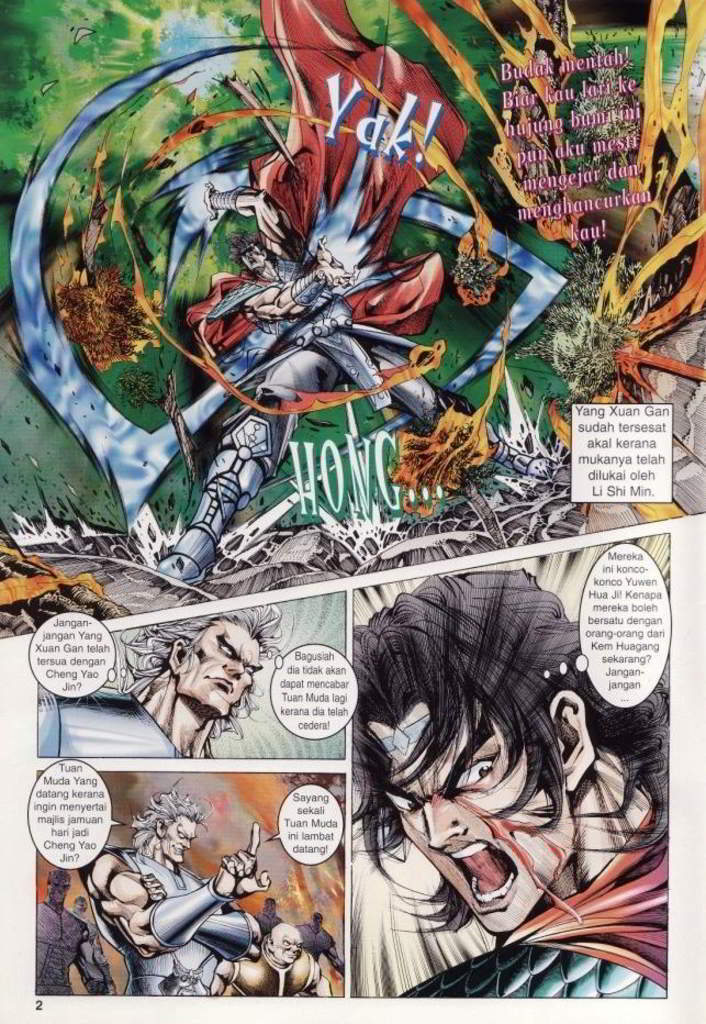 Yak!
Budak mentah!
Biar kau lari ke
hujung bumi ini
pun aku mesti
mengejar dan
menghancurkan
kau!
HONG...
Yang Xuan Gan
sudah tersesat
akal kerana
mukanya telah
dilukai oleh
Li Shi Min.
Jangan-
jangan Yang
Xuan Gan telah
tersua dengan
Cheng Yao
Jin?
Baguslah
dia tidak akan
dapat mencabar
Tuan Muda lagi
kerana dia telah
cedera!
Mereka
ini konco-
konco Yuwen
Hua Ji! Kenapa
mereka boleh
bersatu dengan
orang-orang dari
Kem Huagang
sekarang?
Jangan-
jangan
...
Tuan
Muda Yang
datang kerana
ingin menyertai
majlis jamuan
hari jadi
Cheng Yao
Jin?
Sayang
sekali
Tuan Muda
ini lambat
datang!
2